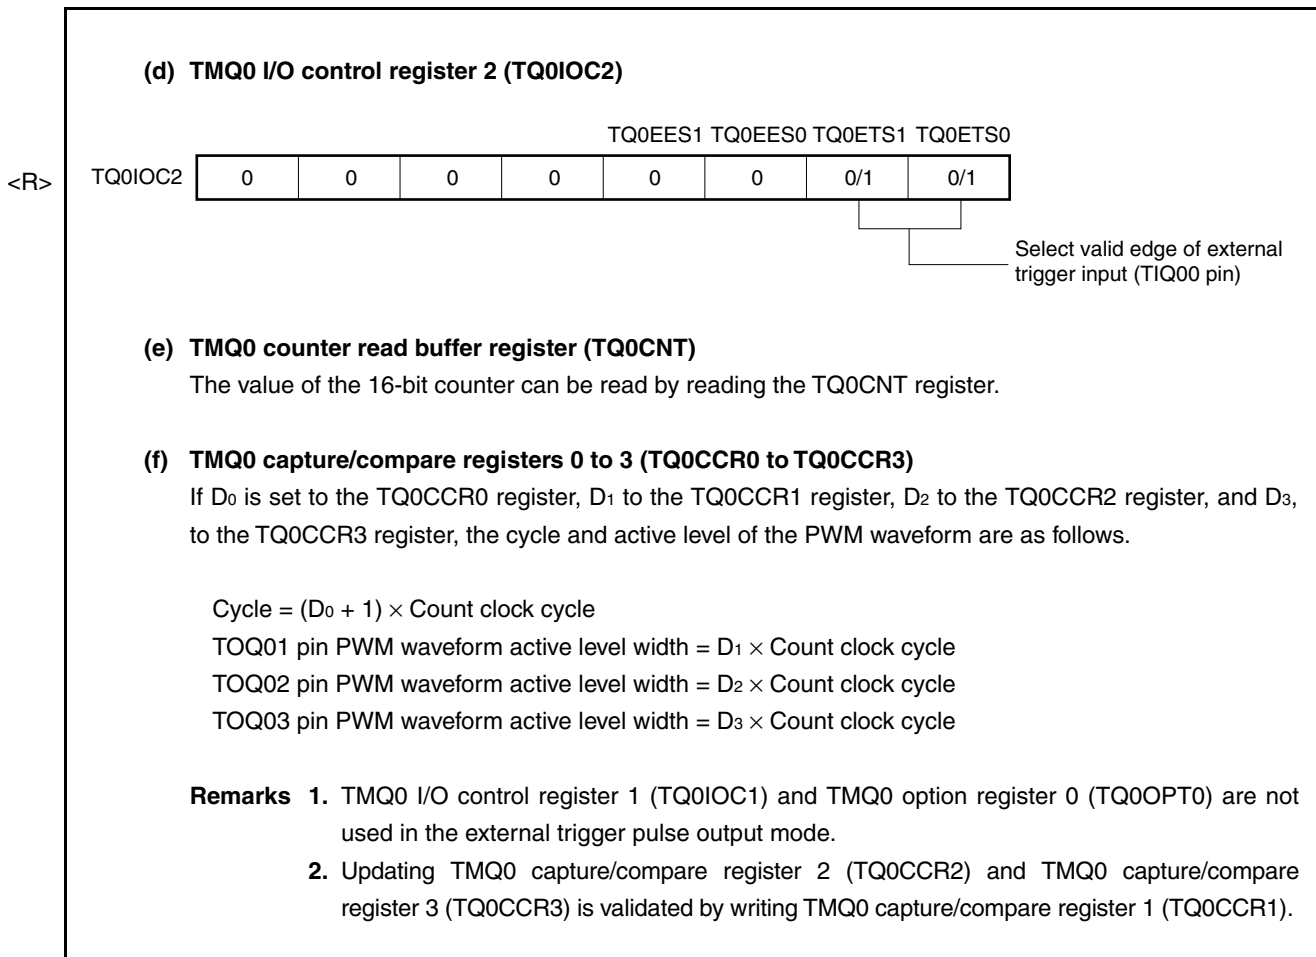 (d) TMQ0 I/O control register 2 (TQ0IOC2)
TQ0EES1 TQ0EES0 TQ0ETS1 TQ0ETS0
<R> TQ0IOC2 0 0 0 0 0 0 0/1 0/1
Select valid edge of external
trigger input (TIQ00 pin)
(e) TMQ0 counter read buffer register (TQ0CNT)
The value of the 16-bit counter can be read by reading the TQ0CNT register.
(f) TMQ0 capture/compare registers 0 to 3 (TQ0CCR0 to TQ0CCR3)
If D0 is set to the TQ0CCR0 register, D1 to the TQ0CCR1 register, D2 to the TQ0CCR2 register, and D3,
to the TQ0CCR3 register, the cycle and active level of the PWM waveform are as follows.
Cycle = (D0 + 1) × Count clock cycle
TOQ01 pin PWM waveform active level width = D1 × Count clock cycle
TOQ02 pin PWM waveform active level width = D2 × Count clock cycle
TOQ03 pin PWM waveform active level width = D3 × Count clock cycle
Remarks 1. TMQ0 I/O control register 1 (TQ0IOC1) and TMQ0 option register 0 (TQ0OPT0) are not
used in the external trigger pulse output mode.
2. Updating TMQ0 capture/compare register 2 (TQ0CCR2) and TMQ0 capture/compare
register 3 (TQ0CCR3) is validated by writing TMQ0 capture/compare register 1 (TQ0CCR1).